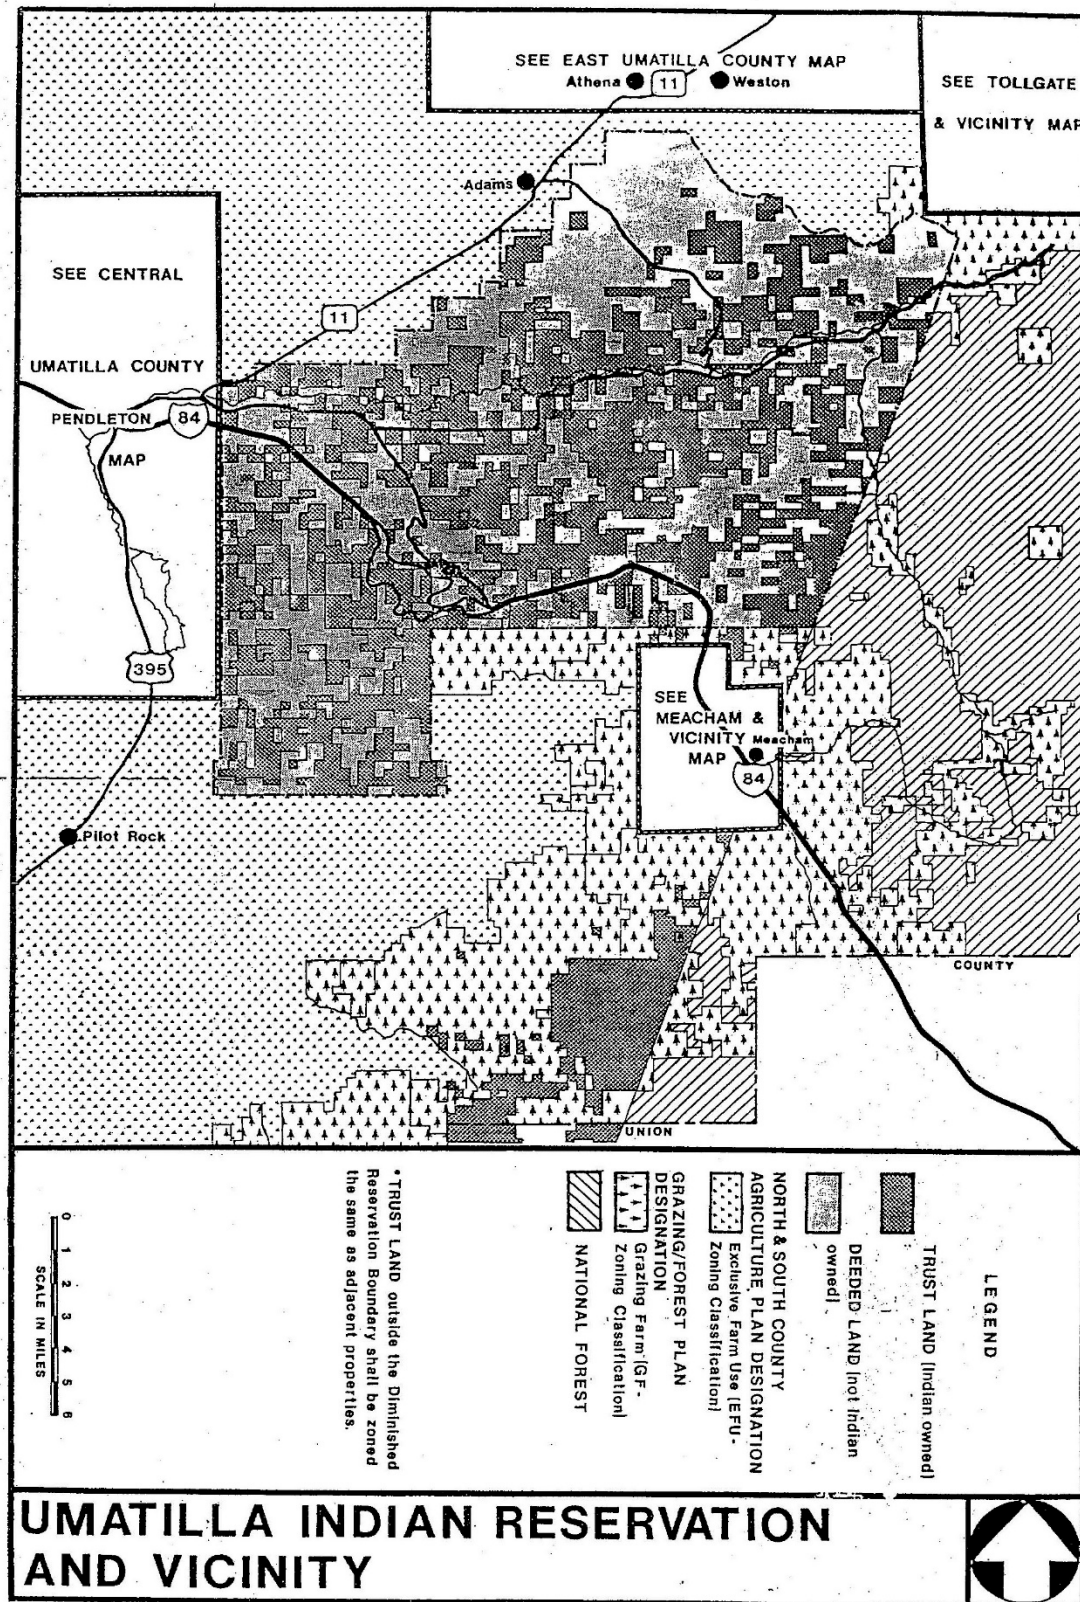 SEE EAST UMATILLA COUNTY MAP
Athena
11
Weston
SEE TOLLGATE
& VICINITY MAP
Adams
SEE CENTRAL
11
UMATILLA COUNTY
PENDLETON
84
MAP
395
SEE
MEACHAM &
VICINITY
Meacham
MAP
84
Pilot Rock
COUNTY
UNION
LEGEND
TRUST LAND (Indian owned)
DEEDED LAND (not Indian
owned)
NORTH & SOUTH COUNTY
AGRICULTURE PLAN DESIGNATION
Exclusive Farm Use (EFU-
Zoning Classification)
GRAZING/FOREST PLAN
DESIGNATION
Grazing Farm (GF-
Zoning Classification)
NATIONAL FOREST
* TRUST LAND outside the Diminished
Reservation Boundary shall be zoned
the same as adjacent properties.
0 1 2 3 4 5 6
SCALE IN MILES
UMATILLA INDIAN RESERVATION
AND VICINITY